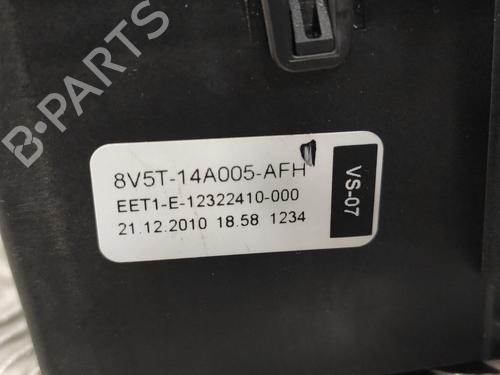 B-PARTS
8V5T-14A005-AFH
EET1-E-12322410-000
21.12.2010 18.58 1234
VS-07